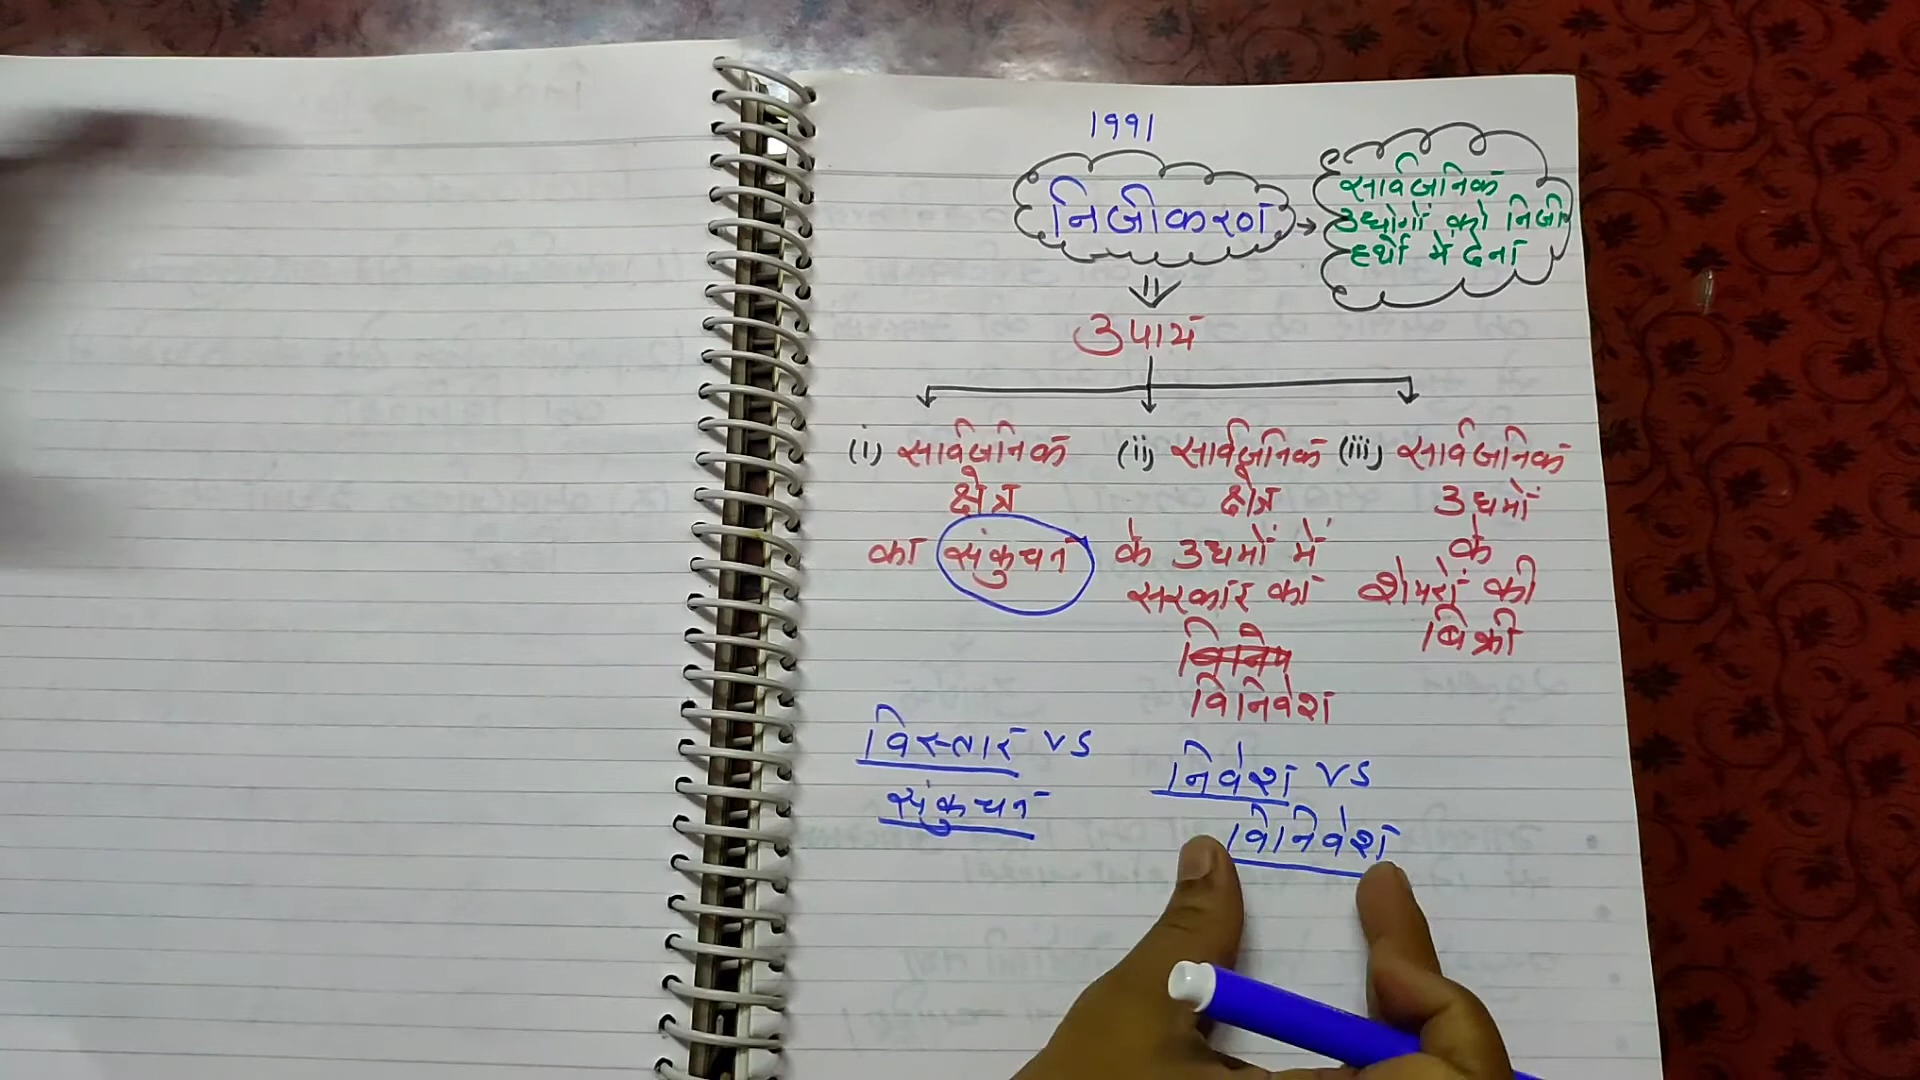 1991
निजीकरण
→
सार्वजनिक
उद्योगों को निजी
हाथों में देना
उपाय
(i) सार्वजनिक
क्षेत्र
का संकुचन
(ii) सार्वजनिक
क्षेत्र
के उद्यमों में
सरकार का
विनिवेश
(iii) सार्वजनिक
उद्यमों
के
शेयरों की
बिक्री
विस्तार VS
संकुचन
निवेश VS
विनिवेश